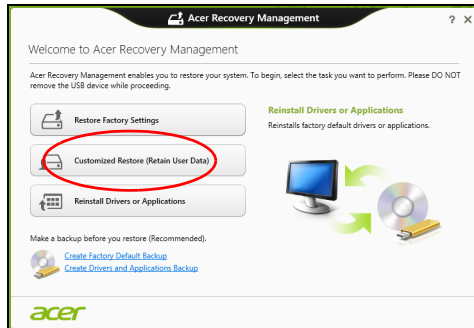 Acer Recovery Management
? X
Welcome to Acer Recovery Management
Acer Recovery Management enables you to restore your system. To begin, select the task you want to perform. Please DO NOT
remove the USB device while proceeding.
Restore Factory Settings
Customized Restore (Retain User Data)
Reinstall Drivers or Applications
Reinstall Drivers or Applications
Reinstalls factory default drivers or applications.
Make a backup before you restore (Recommended).
Create Factory Default Backup
Create Drivers and Applications Backup
acer